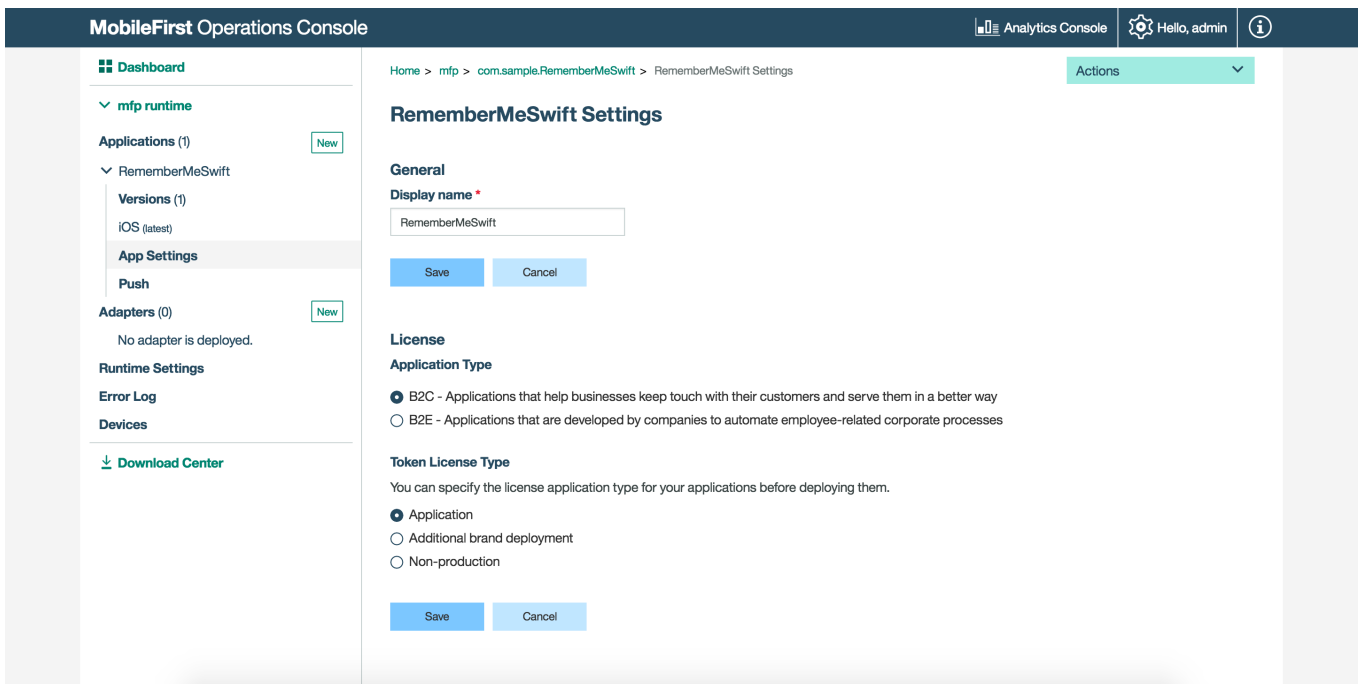 MobileFirst Operations Console
Analytics Console
Hello, admin
Dashboard
mfp runtime
Applications (1)
New
RememberMeSwift
Versions (1)
iOS (latest)
App Settings
Push
Adapters (0)
New
No adapter is deployed.
Runtime Settings
Error Log
Devices
Download Center
Home > mfp > com.sample.RememberMeSwift > RememberMeSwift Settings
Actions
RememberMeSwift Settings
General
Display name *
RememberMeSwift
Save
Cancel
License
Application Type
B2C - Applications that help businesses keep touch with their customers and serve them in a better way
B2E - Applications that are developed by companies to automate employee-related corporate processes
Token License Type
You can specify the license application type for your applications before deploying them.
Application
Additional brand deployment
Non-production
Save
Cancel